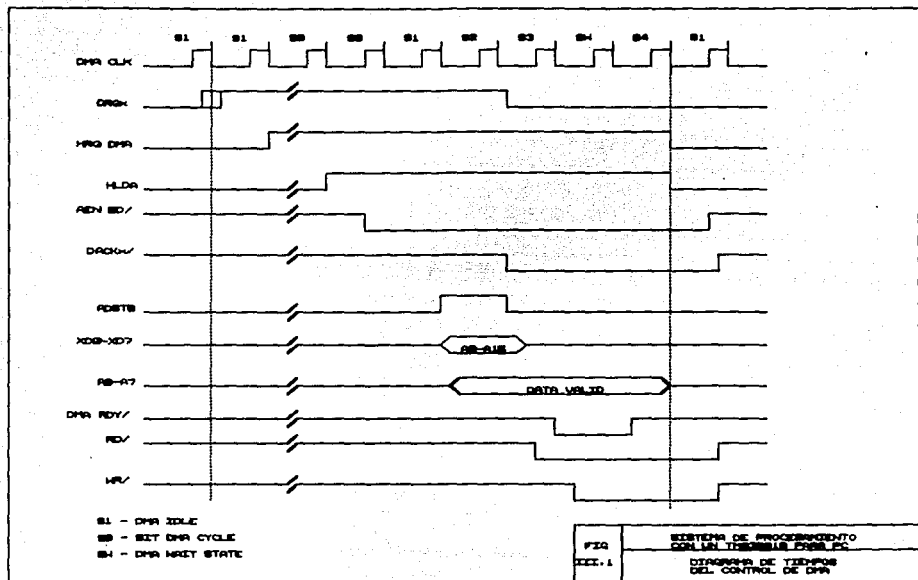 S1 S1 S0 S0 S1 S2 S3 SW S4 S1
DMA CLK
DRQx
HRQ DMA
HLDA
AEN BD/
DACKx/
ADSTB
XD0-XD7
A8-A15
A0-A7
DATA VALID
DMA RDY/
RD/
WR/
S1 - DMA IDLE
S0 - BIT DMA CYCLE
SW - DMA WAIT STATE
FIG
III.1
SISTEMA DE PROCESAMIENTO
CON UN PARA PC
DIAGRAMA DE TIEMPOS
DEL CONTROL DE DMA